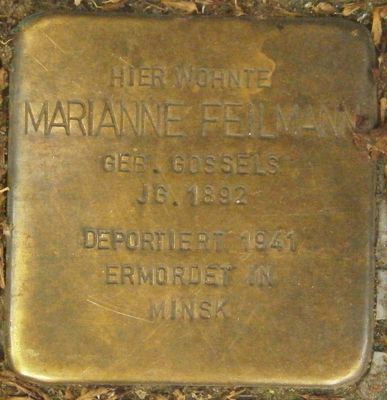 HIER WOHNTE
MARIANNE FEILMANN
GEB. GOSSELS
JG. 1892
DEPORTIERT 1941
ERMORDET IN
MINSK